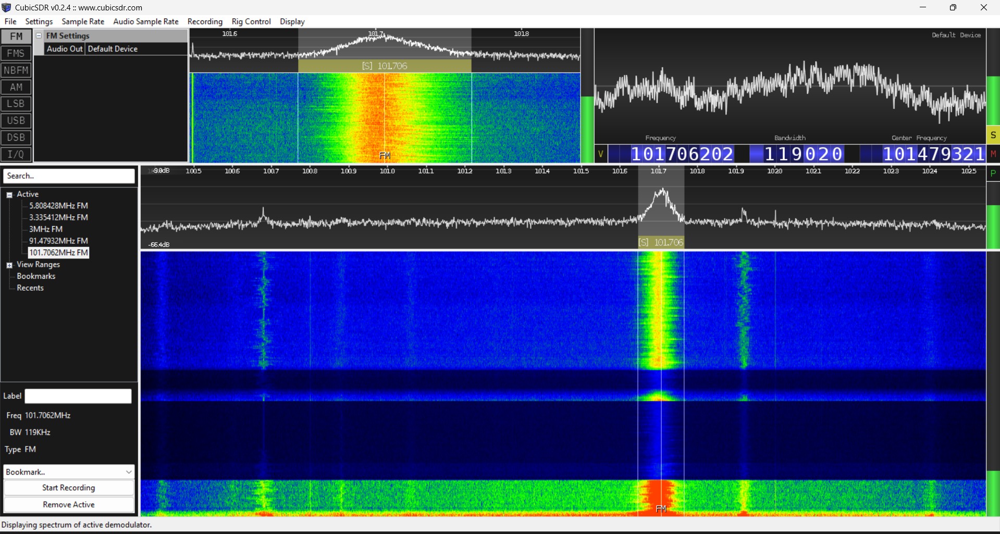 CubicSDR v0.2.4 :: www.cubicsdr.com
File Settings Sample Rate Audio Sample Rate Recording Rig Control Display
FM
FMS
NBFM
AM
LSB
USB
DSB
I/Q
FM Settings
Audio Out Default Device
101.6 101.7 101.8
[S] 101.706
FM
Default Device
Frequency Bandwidth Center Frequency
V 101706202 119020 101479321
S
M
P
Search..
Active
5.808428MHz FM
3.335412MHz FM
3MHz FM
91.47932MHz FM
101.7062MHz FM
View Ranges
Bookmarks
Recents
Label
Freq 101.7062MHz
BW 119KHz
Type FM
Bookmark..
Start Recording
Remove Active
-9.0dB 100.5 100.6 100.7 100.8 100.9 101.0 101.1 101.2 101.3 101.4 101.5 101.6 101.7 101.8 101.9 102.0 102.1 102.2 102.3 102.4 102.5
-66.4dB
[S] 101.706
FM
Displaying spectrum of active demodulator.